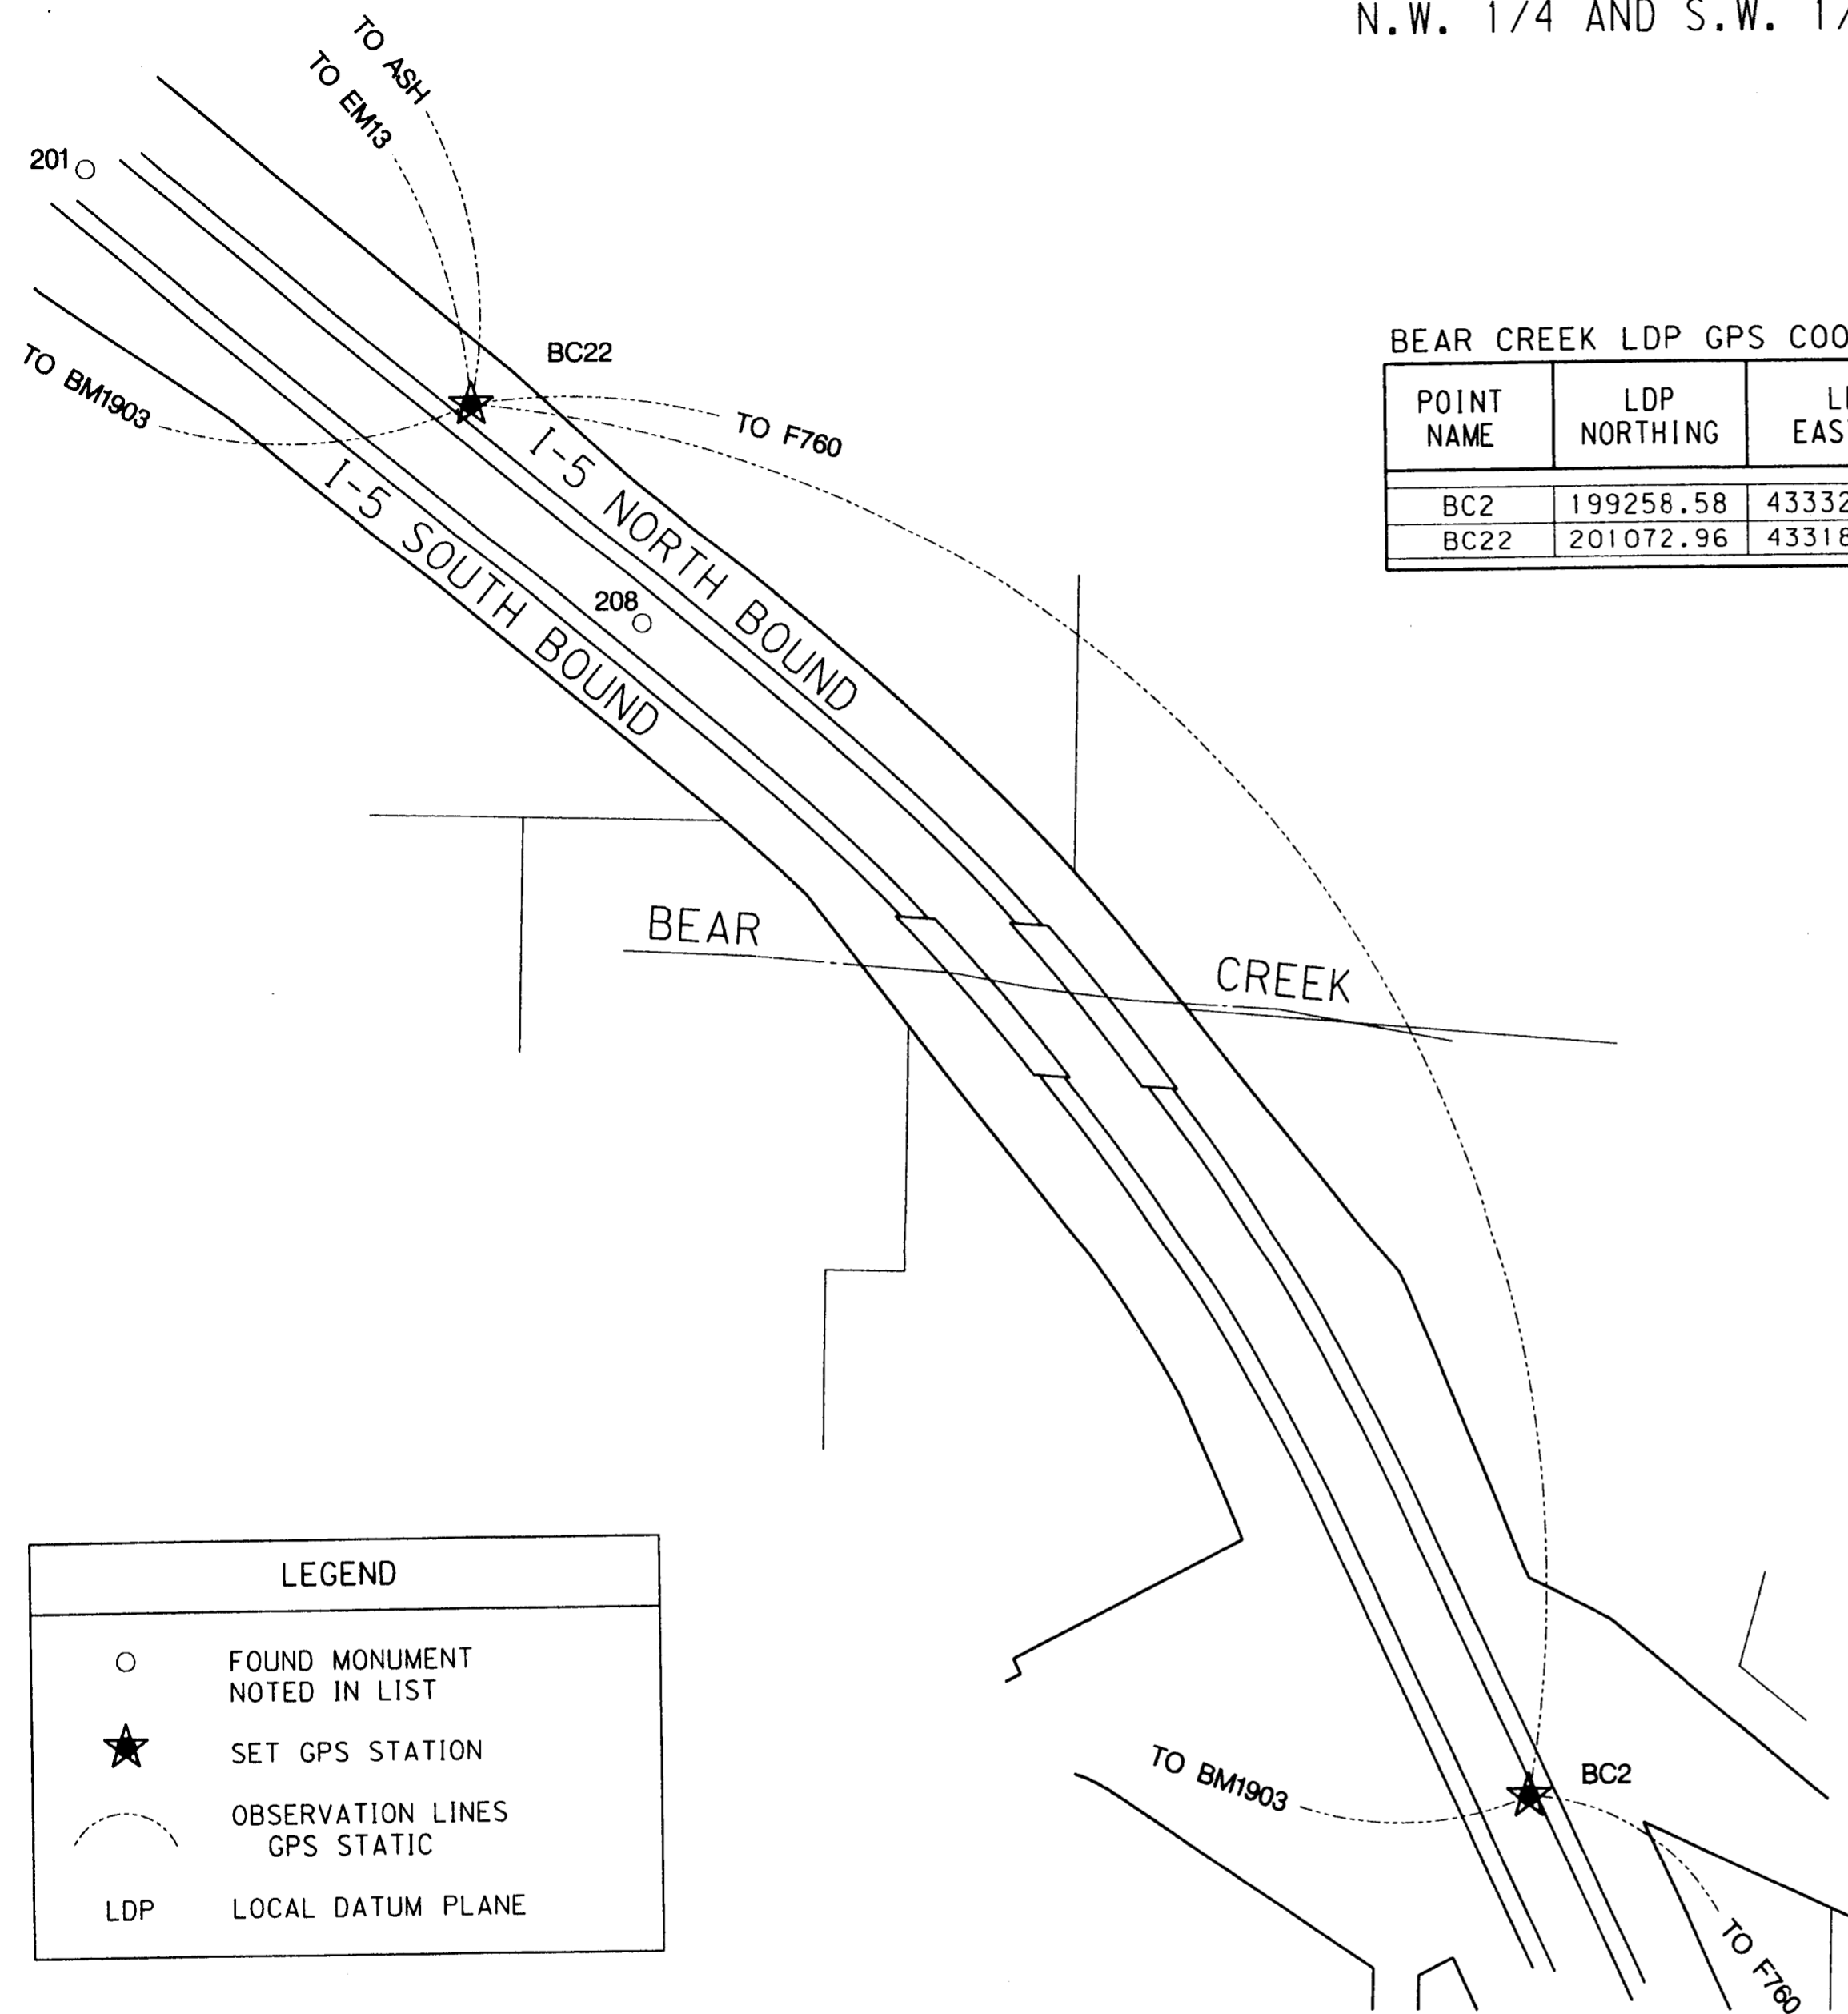 N.W. 1/4 AND S.W.
TO ASH
TO EM13
201
BC22
TO BM1903
TO F760
I-5 NORTH BOUND
I-5 SOUTH BOUND
208
BEAR CREEK LDP GPS
POINT NAME
LDP NORTHING
BC2 199258.58 43332
BC22 201072.96 43318
BEAR CREEK
LEGEND
FOUND MONUMENT
NOTED IN LIST
SET GPS STATION
OBSERVATION LINES
GPS STATIC
LDP LOCAL DATUM PLANE
TO BM1903
BC2
TO F760